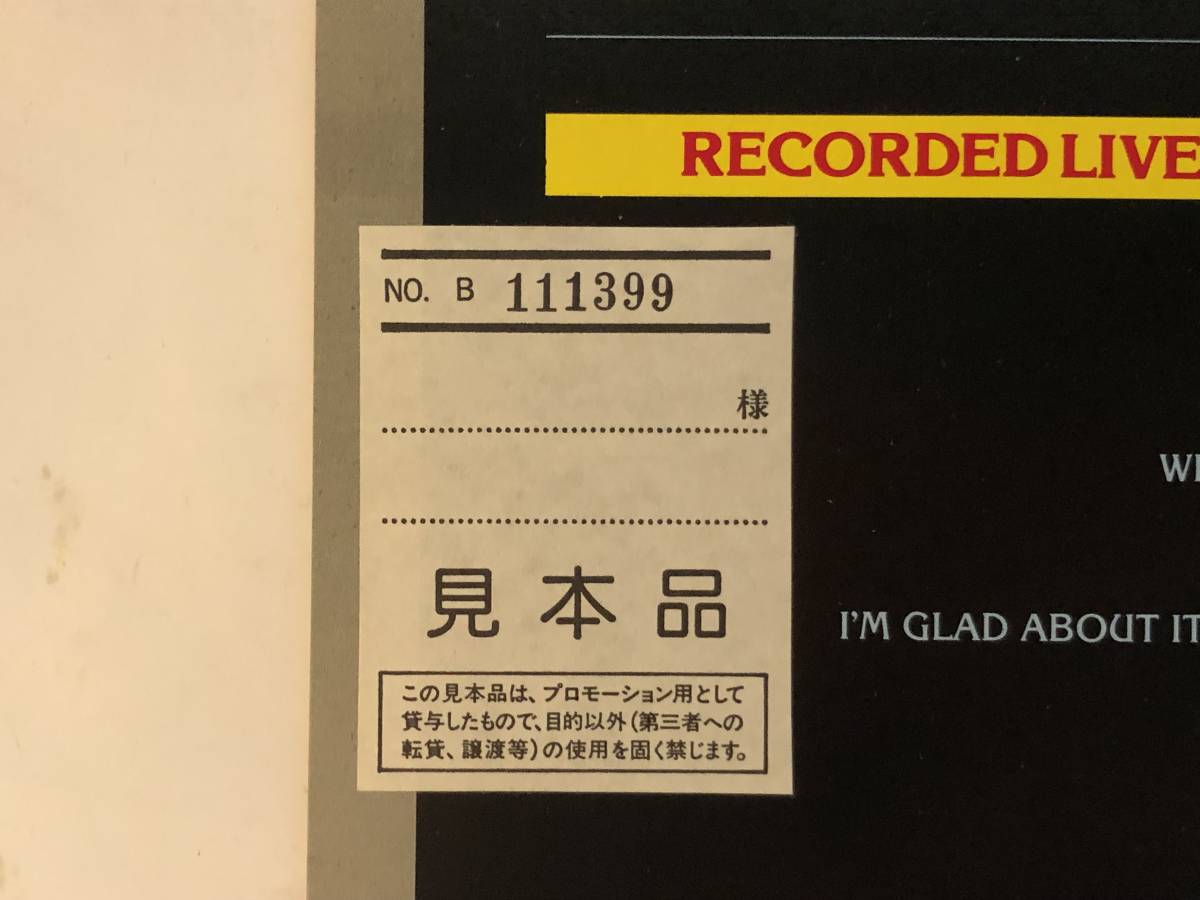 RECORDED LIVE
NO. B 111399
様
見本品
この見本品は、プロモーション用として
貸与したもので、目的以外(第三者への
転貸、譲渡等)の使用を固く禁じます。
I'M GLAD ABOUT IT